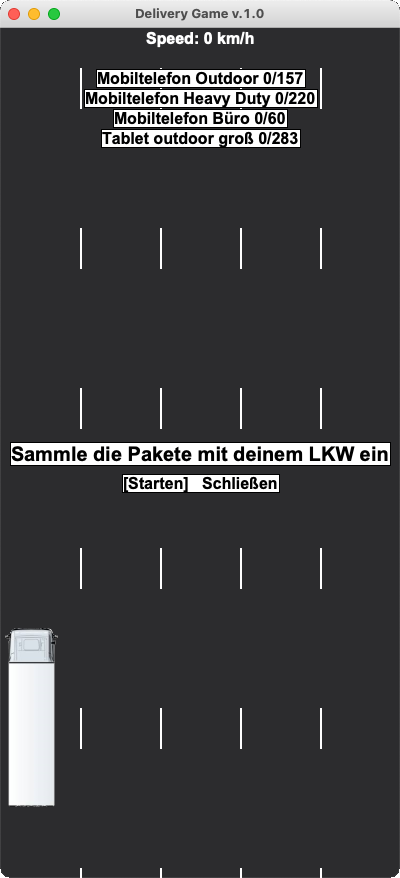 Delivery Game v.1.0
Speed: 0 km/h
Mobiltelefon Outdoor 0/157
Mobiltelefon Heavy Duty 0/220
Mobiltelefon Büro 0/60
Tablet outdoor groß 0/283
Sammle die Pakete mit deinem LKW ein
[Starten] Schließen